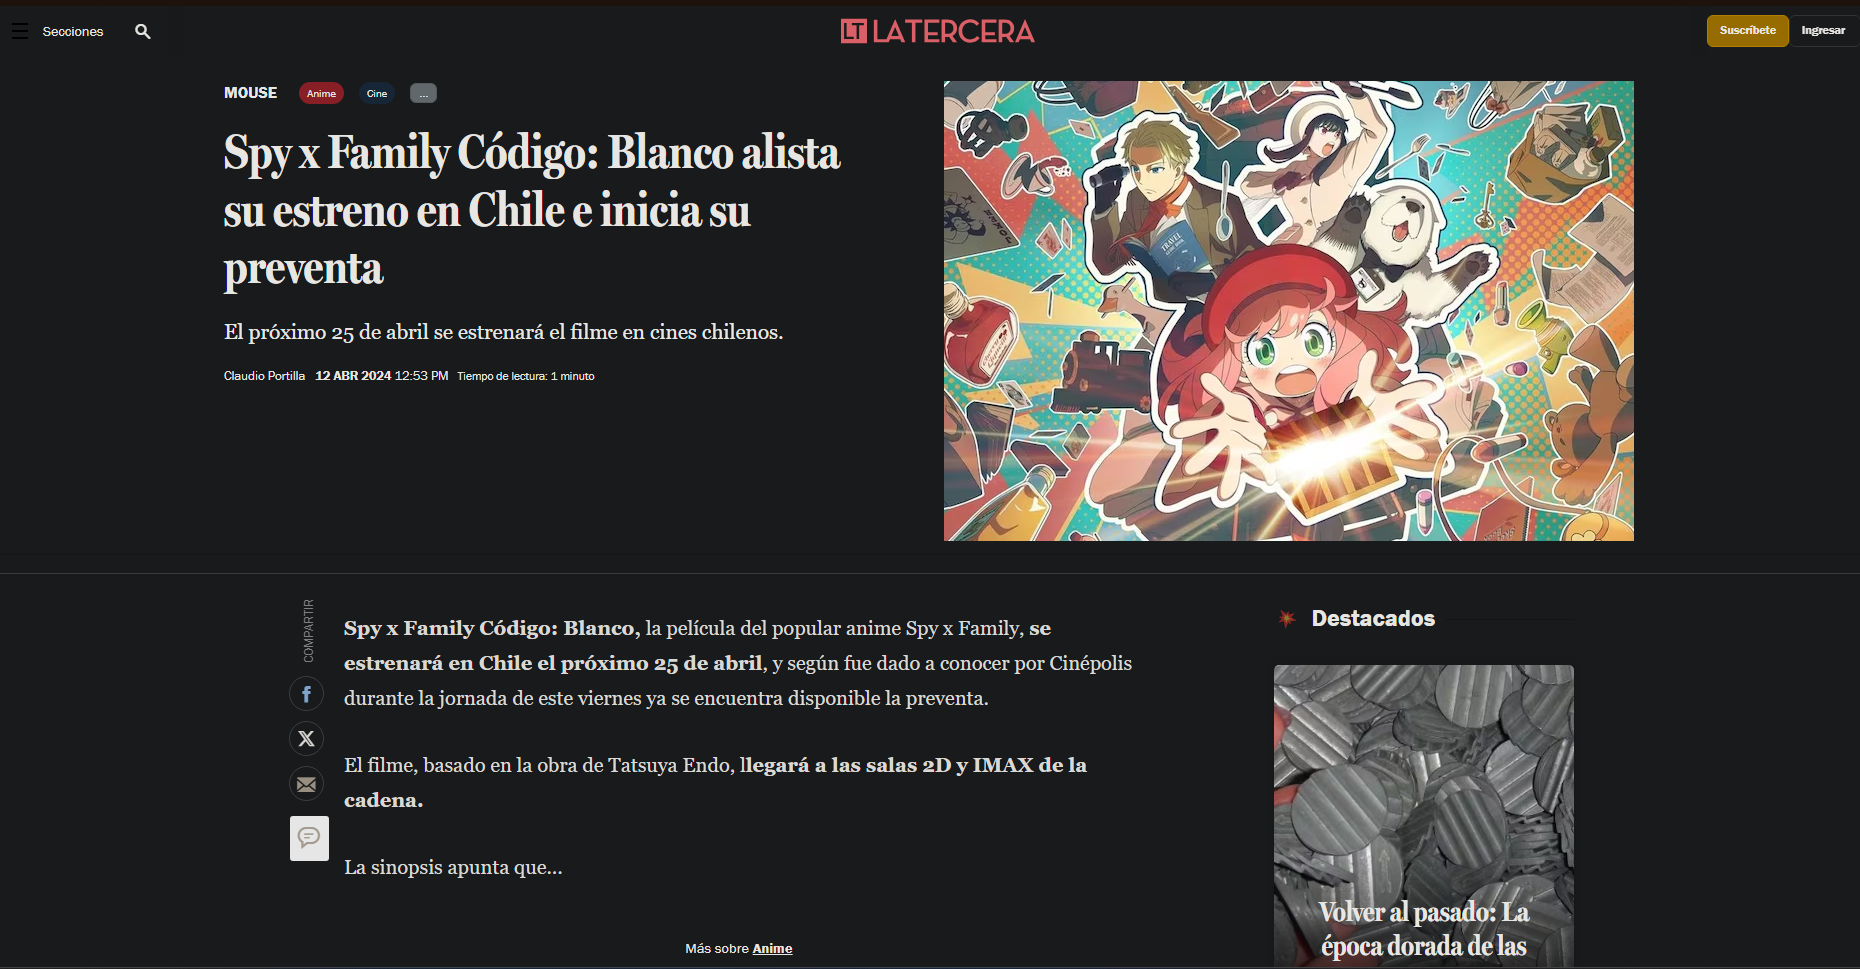 Secciones
LT LATERCERA
Suscríbete
Ingresar
MOUSE
Anime
Cine
...
Spy x Family Código: Blanco alista
su estreno en Chile e inicia su
preventa
El próximo 25 de abril se estrenará el filme en cines chilenos.
Claudio Portilla 12 ABR 2024 12:53 PM Tiempo de lectura: 1 minuto
TRAVEL
COMPARTIR
Spy x Family Código: Blanco, la película del popular anime Spy x Family, se
estrenará en Chile el próximo 25 de abril, y según fue dado a conocer por Cinépolis
durante la jornada de este viernes ya se encuentra disponible la preventa.
El filme, basado en la obra de Tatsuya Endo, llegará a las salas 2D y IMAX de la
cadena.
La sinopsis apunta que...
Más sobre Anime
Destacados
Volver al pasado: La
época dorada de las